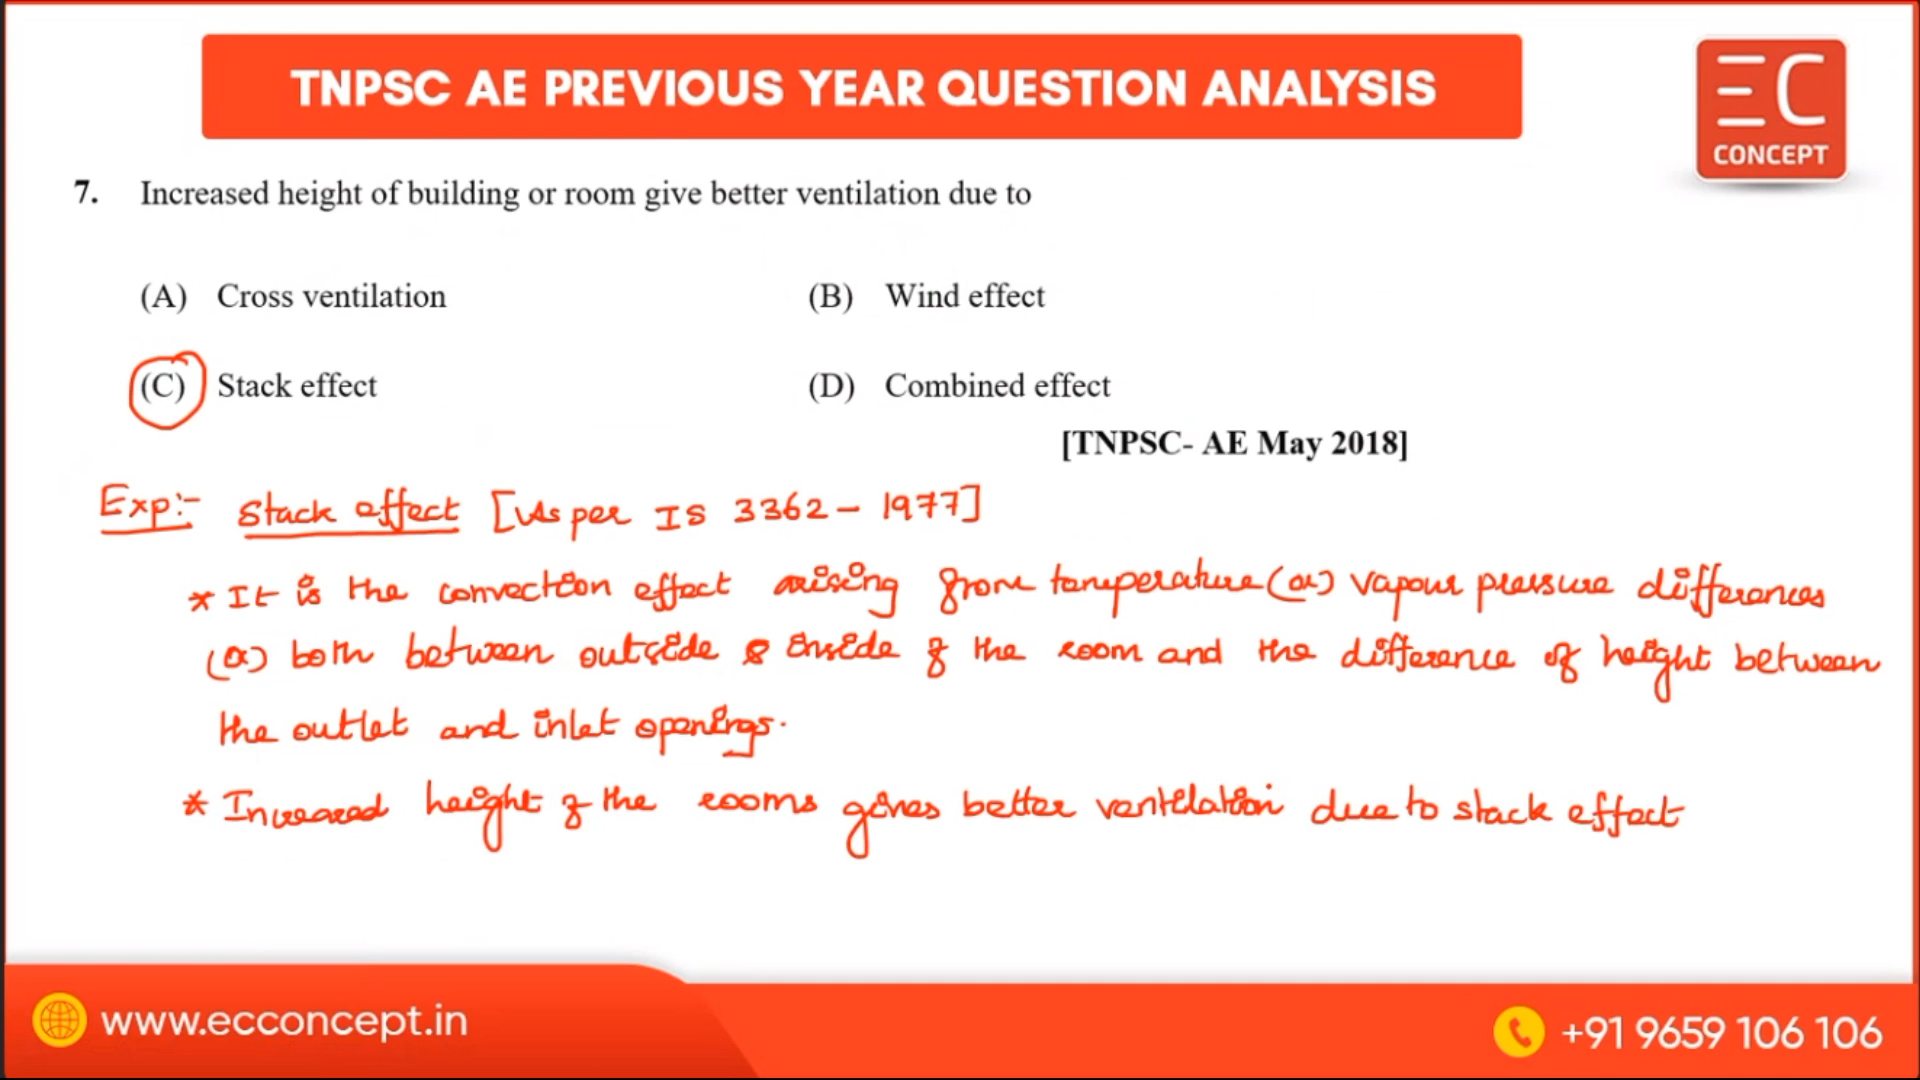 TNPSC AE PREVIOUS YEAR QUESTION ANALYSIS
EC
CONCEPT
7. Increased height of building or room give better ventilation due to
(A) Cross ventilation (B) Wind effect
(C) Stack effect (D) Combined effect
[TNPSC- AE May 2018]
Exp:- Stack effect [As per IS 3362 - 1977]
* It is the convection effect arising from temperature (or) vapour pressure differences
(or) both between outside & inside of the room and the difference of height between
the outlet and inlet openings.
* Increased height of the rooms gives better ventilation due to stack effect
www.ecconcept.in
+91 9659 106 106